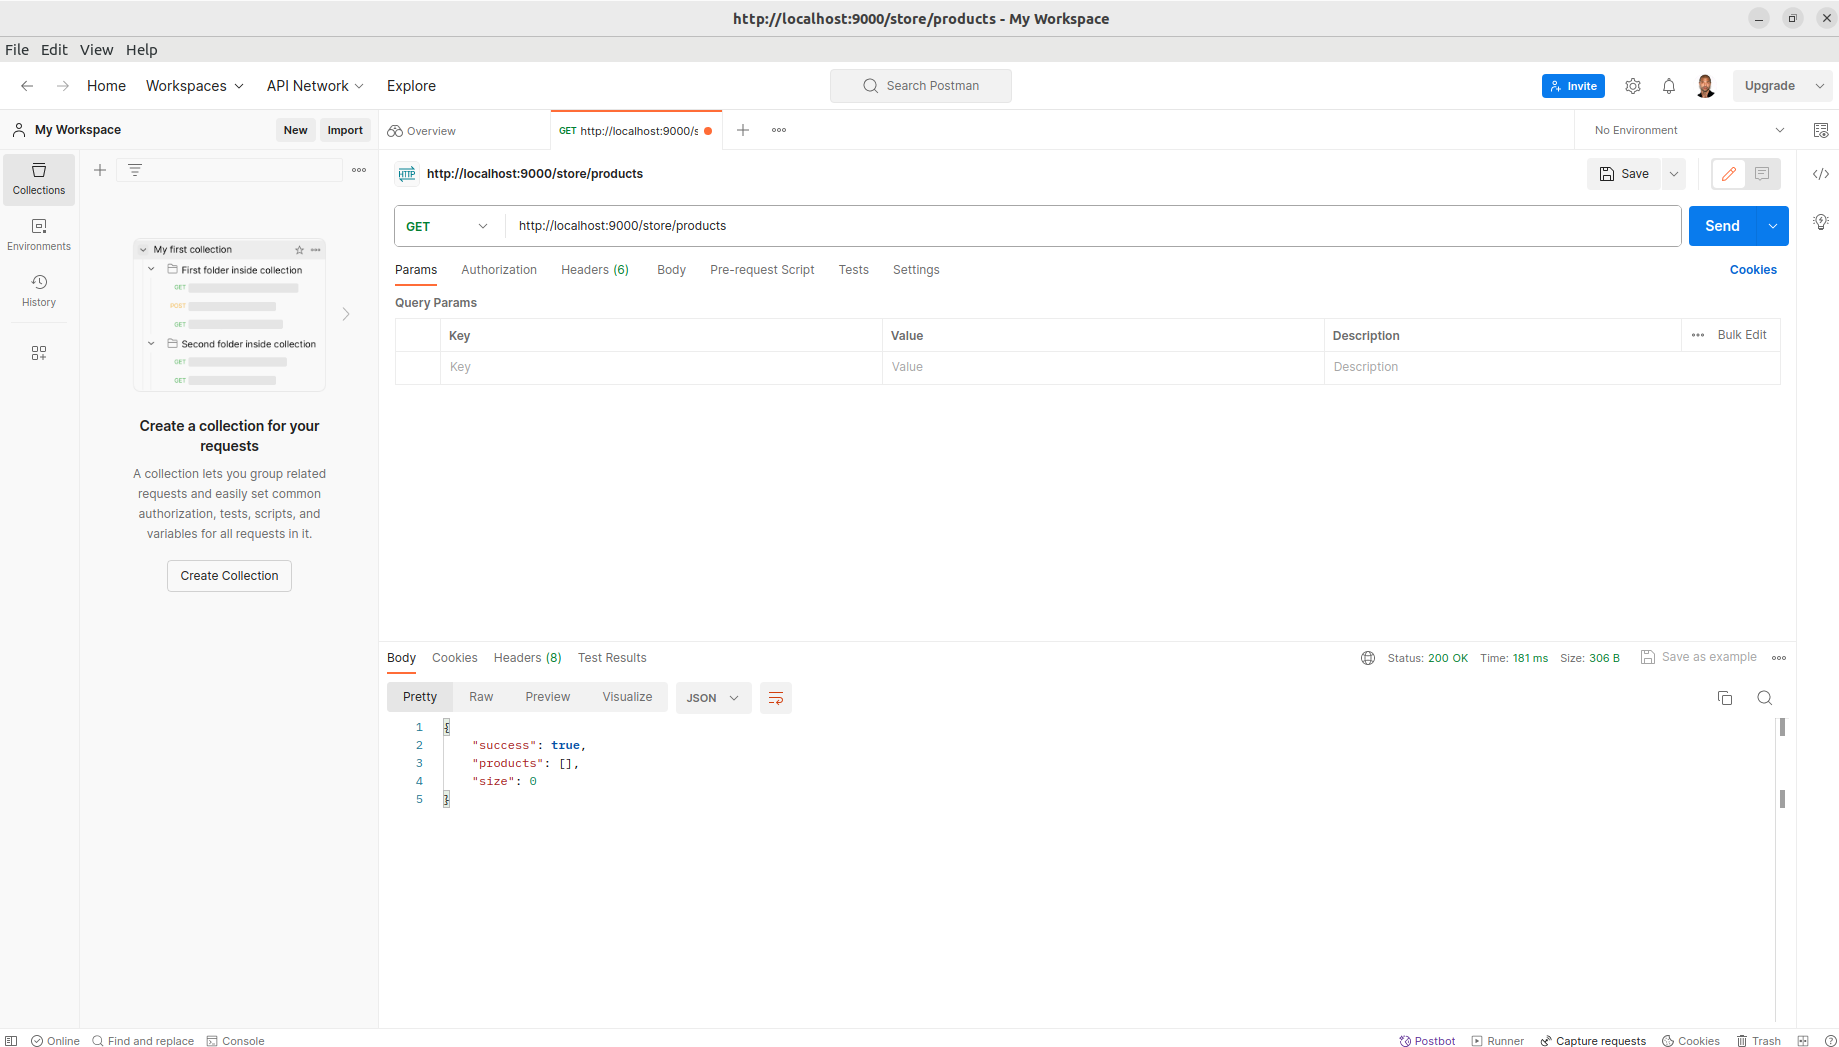 http://localhost:9000/store/products - My Workspace
File Edit View Help
Home Workspaces API Network Explore
Search Postman
Invite
Upgrade
My Workspace
New Import
Overview
GET http://localhost:9000/s
No Environment
Collections
Environments
History
My first collection
First folder inside collection
GET
POST
GET
Second folder inside collection
GET
GET
Create a collection for your
requests
A collection lets you group related
requests and easily set common
authorization, tests, scripts, and
variables for all requests in it.
Create Collection
HTTP http://localhost:9000/store/products
Save
GET http://localhost:9000/store/products
Send
Params Authorization Headers (6) Body Pre-request Script Tests Settings
Cookies
Query Params
Key Value Description Bulk Edit
Key Value Description
Body Cookies Headers (8) Test Results
Status: 200 OK Time: 181 ms Size: 306 B Save as example
Pretty Raw Preview Visualize JSON
1 {
2 "success": true,
3 "products": [],
4 "size": 0
5 }
Online Find and replace Console
Postbot Runner Capture requests Cookies Trash